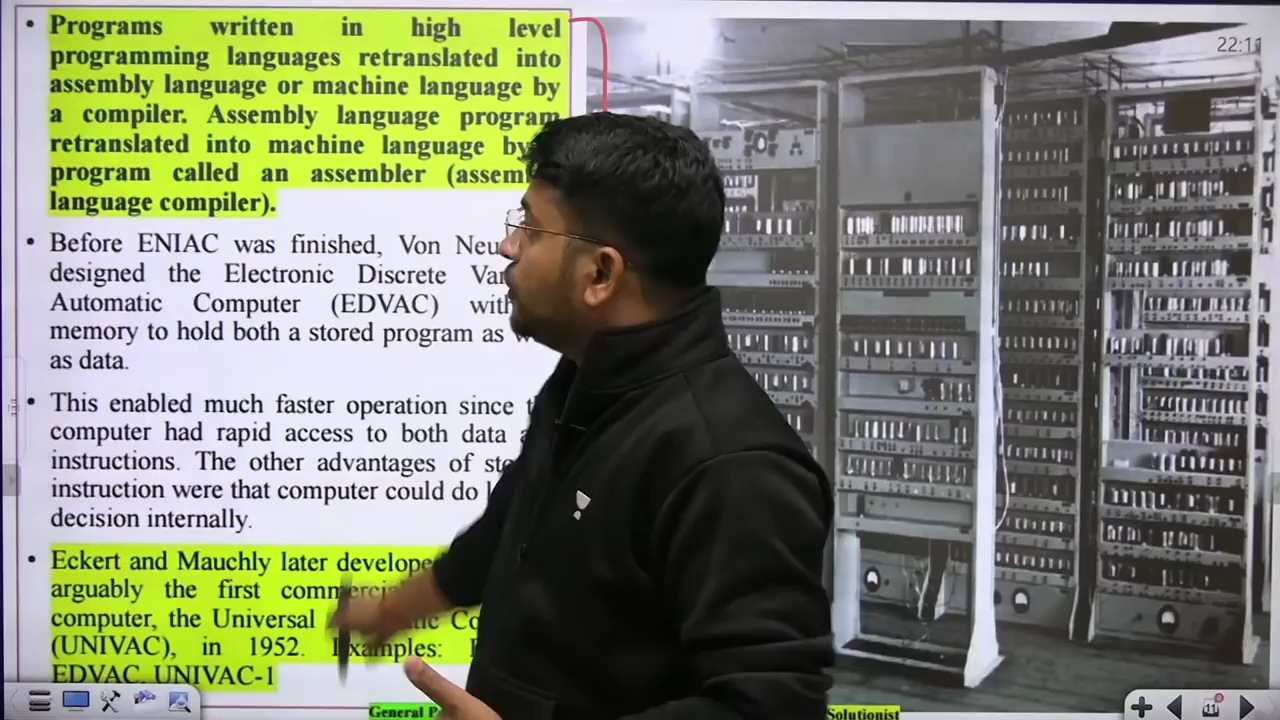 • Programs written in high level
programming languages retranslated into
assembly language or machine language by
a compiler. Assembly language program
retranslated into machine language by
program called an assembler
language compiler).
• Before ENIAC was finished, Von
designed the Electronic Discrete
Automatic Computer (EDVAC)
memory to hold both a stored program as
as data.
• This enabled much faster operation since
computer had rapid access to both data
instructions. The other advantages of
instruction were that computer could do
decision internally.
• Eckert and Mauchly later
arguably the first
computer, the Universal
(UNIVAC), in 1952. Examples:
EDVAC, UNIVAC-1
22:11
General
Solutionist
11